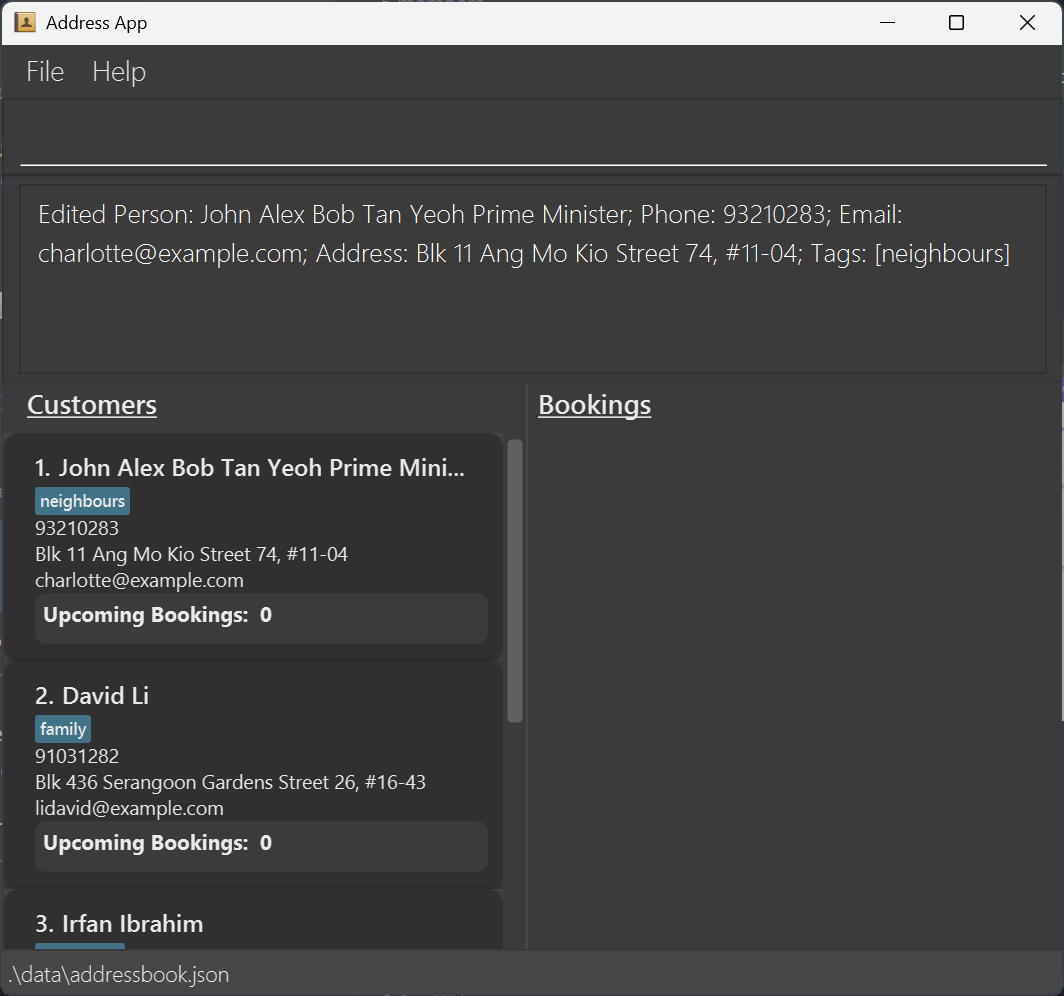 Address App
File Help
Edited Person: John Alex Bob Tan Yeoh Prime Minister; Phone: 93210283; Email:
charlotte@example.com; Address: Blk 11 Ang Mo Kio Street 74, #11-04; Tags: [neighbours]
Customers
1. John Alex Bob Tan Yeoh Prime Mini...
neighbours
93210283
Blk 11 Ang Mo Kio Street 74, #11-04
charlotte@example.com
Upcoming Bookings: 0
2. David Li
family
91031282
Blk 436 Serangoon Gardens Street 26, #16-43
lidavid@example.com
Upcoming Bookings: 0
3. Irfan Ibrahim
Bookings
.\data\addressbook.json